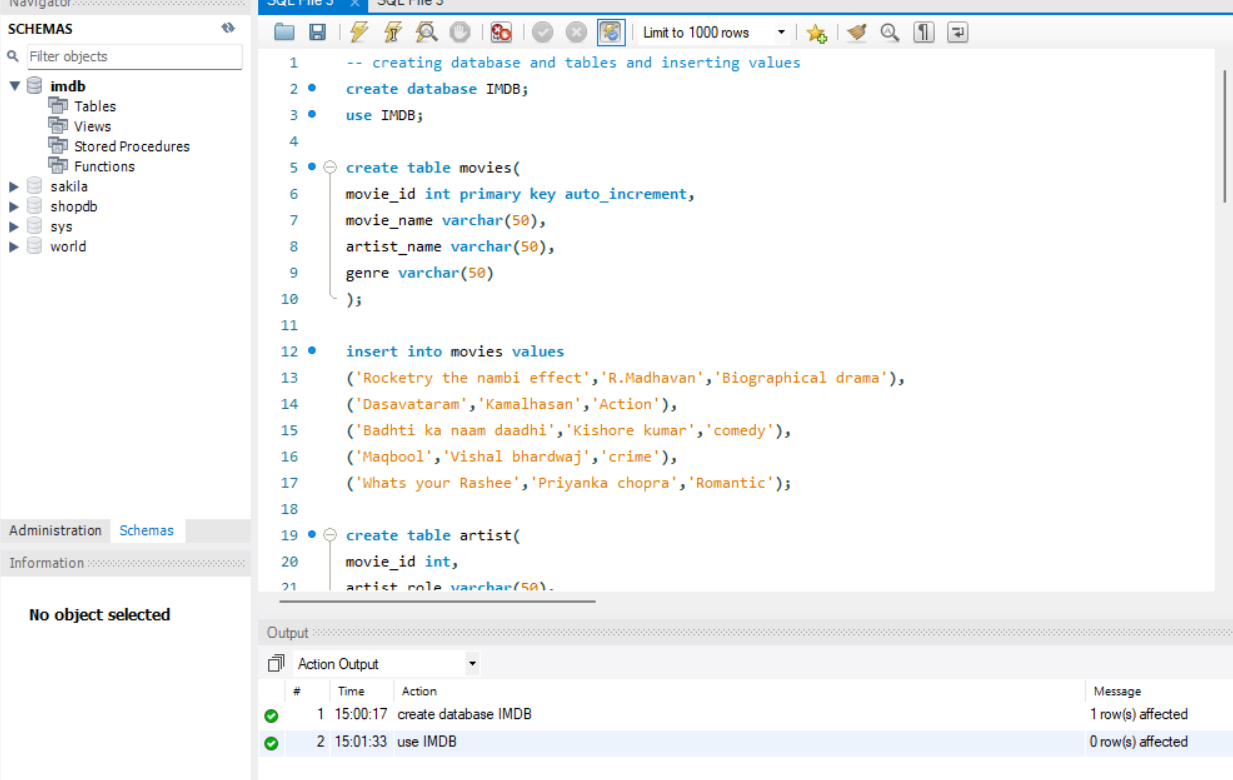 Navigator
SQL File 3 × SQL File 3
SCHEMAS
Filter objects
imdb
Tables
Views
Stored Procedures
Functions
sakila
shopdb
sys
world
Administration Schemas
Information
No object selected
Limit to 1000 rows
1 -- creating database and tables and inserting values
2 create database IMDB;
3 use IMDB;
4
5 create table movies(
6 movie_id int primary key auto_increment,
7 movie_name varchar(50),
8 artist_name varchar(50),
9 genre varchar(50)
10 );
11
12 insert into movies values
13 ('Rocketry the nambi effect','R.Madhavan','Biographical drama'),
14 ('Dasavataram','Kamalhasan','Action'),
15 ('Badhti ka naam daadhi','Kishore kumar','comedy'),
16 ('Maqbool','Vishal bhardwaj','crime'),
17 ('Whats your Rashee','Priyanka chopra','Romantic');
18
19 create table artist(
20 movie_id int,
21 artist_role varchar(50),
Output
Action Output
# Time Action Message
1 15:00:17 create database IMDB 1 row(s) affected
2 15:01:33 use IMDB 0 row(s) affected